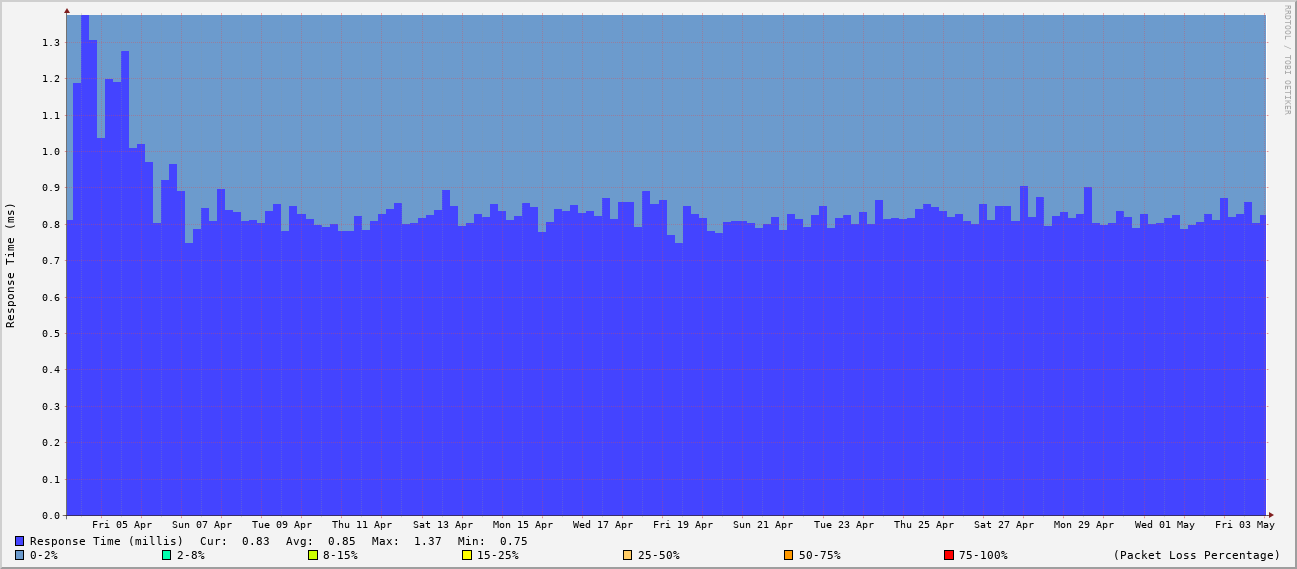 RRDTOOL / TOBI OETIKER
Response Time (ms)
1.3
1.2
1.1
1.0
0.9
0.8
0.7
0.6
0.5
0.4
0.3
0.2
0.1
0.0
Fri 05 Apr Sun 07 Apr Tue 09 Apr Thu 11 Apr Sat 13 Apr Mon 15 Apr Wed 17 Apr Fri 19 Apr Sun 21 Apr Tue 23 Apr Thu 25 Apr Sat 27 Apr Mon 29 Apr Wed 01 May Fri 03 May
Response Time (millis) Cur: 0.83 Avg: 0.85 Max: 1.37 Min: 0.75
0-2% 2-8% 8-15% 15-25% 25-50% 50-75% 75-100% (Packet Loss Percentage)